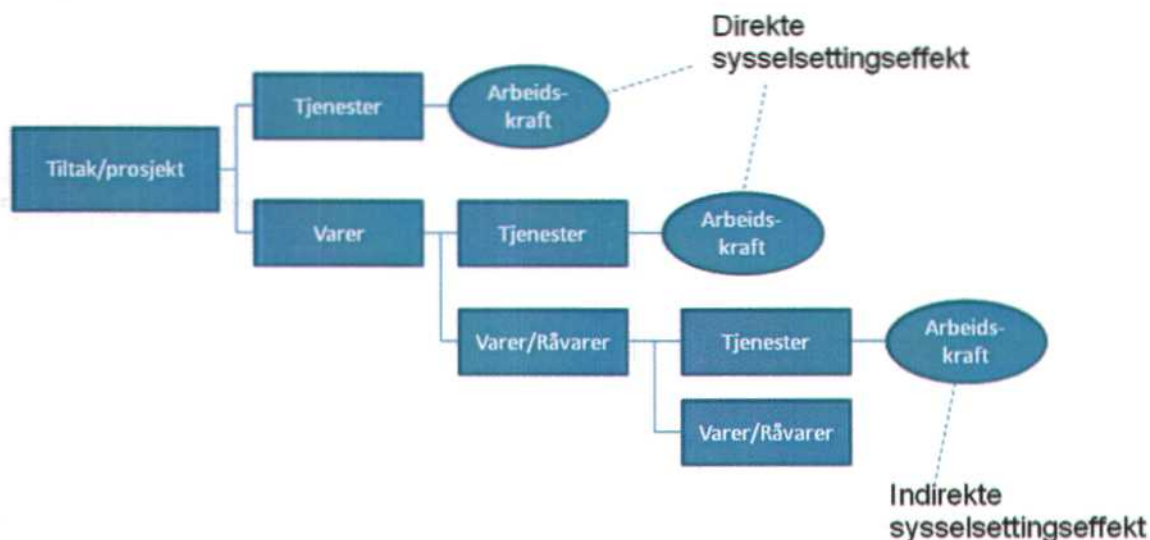 Direkte
sysselsettingseffekt
Tjenester
Arbeids-
kraft
Tiltak/prosjekt
Varer
Tjenester
Arbeids-
kraft
Varer/Råvarer
Tjenester
Arbeids-
kraft
Varer/Råvarer
Indirekte
sysselsettingseffekt